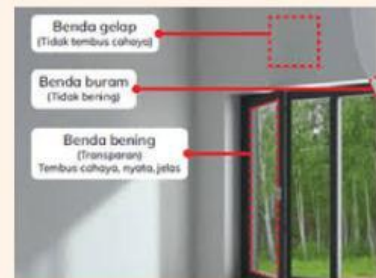 Benda gelap
(Tidak tembus cahaya)
Benda buram
(Tidak bening)
Benda bening
(Transparan)
Tembus cahaya, nyata, jelas